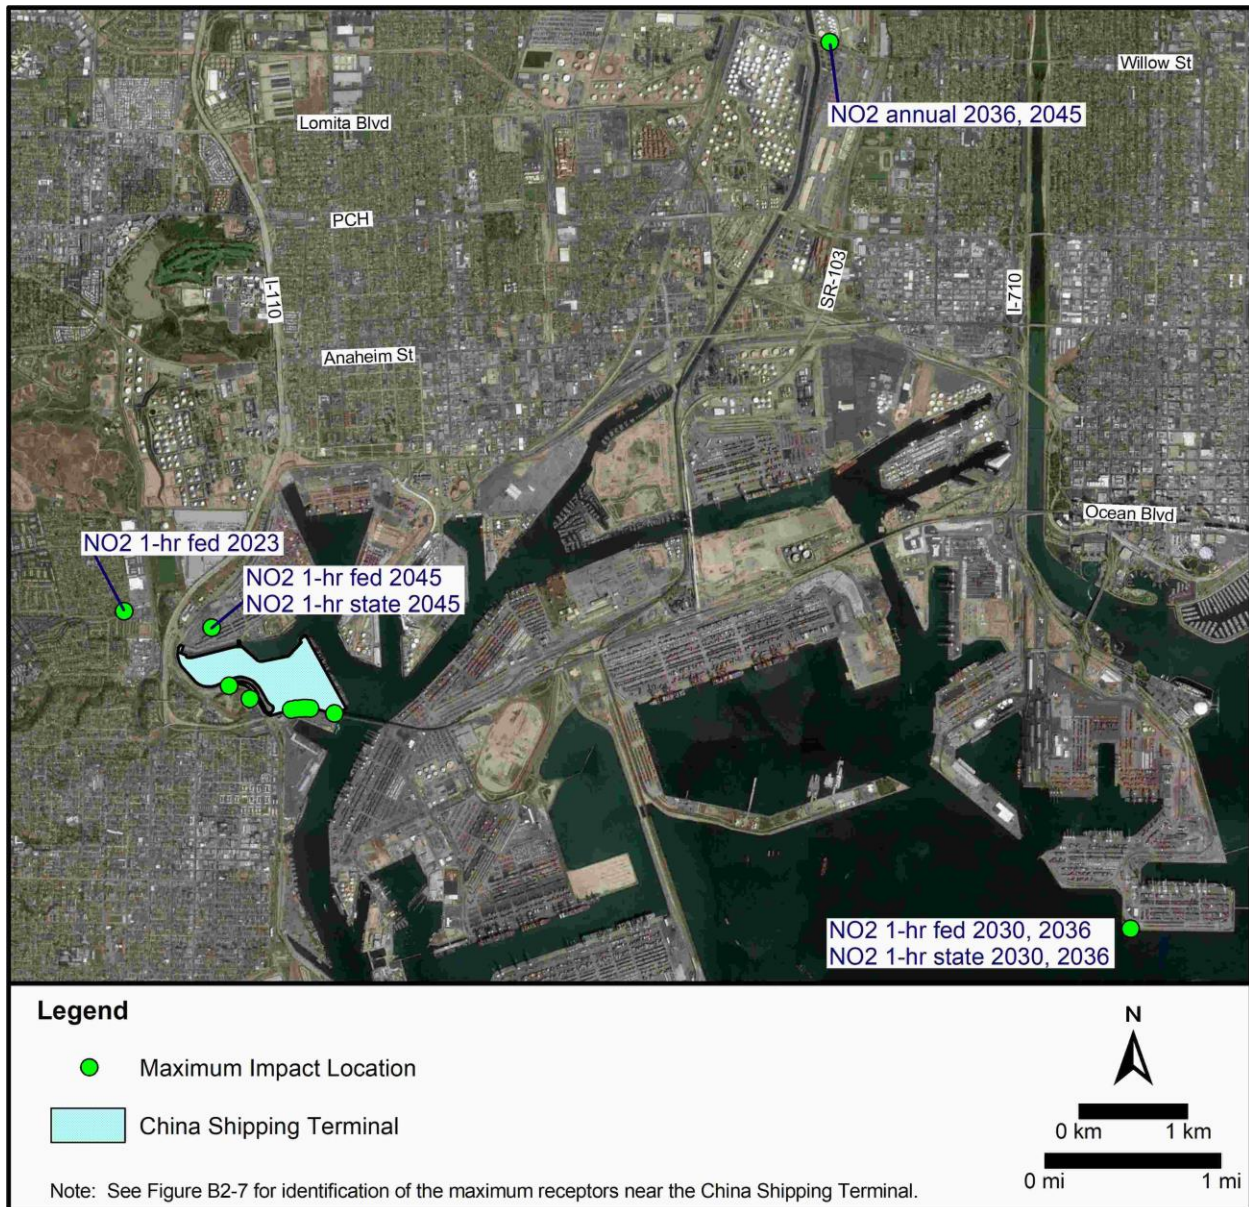 Willow St
NO2 annual 2036, 2045
Lomita Blvd
PCH
SR-103
I-110
I-710
Anaheim St
Ocean Blvd
NO2 1-hr fed 2023
NO2 1-hr fed 2045
NO2 1-hr state 2045
NO2 1-hr fed 2030, 2036
NO2 1-hr state 2030, 2036
Legend
Maximum Impact Location
China Shipping Terminal
N
0 km 1 km
0 mi 1 mi
Note: See Figure B2-7 for identification of the maximum receptors near the China Shipping Terminal.